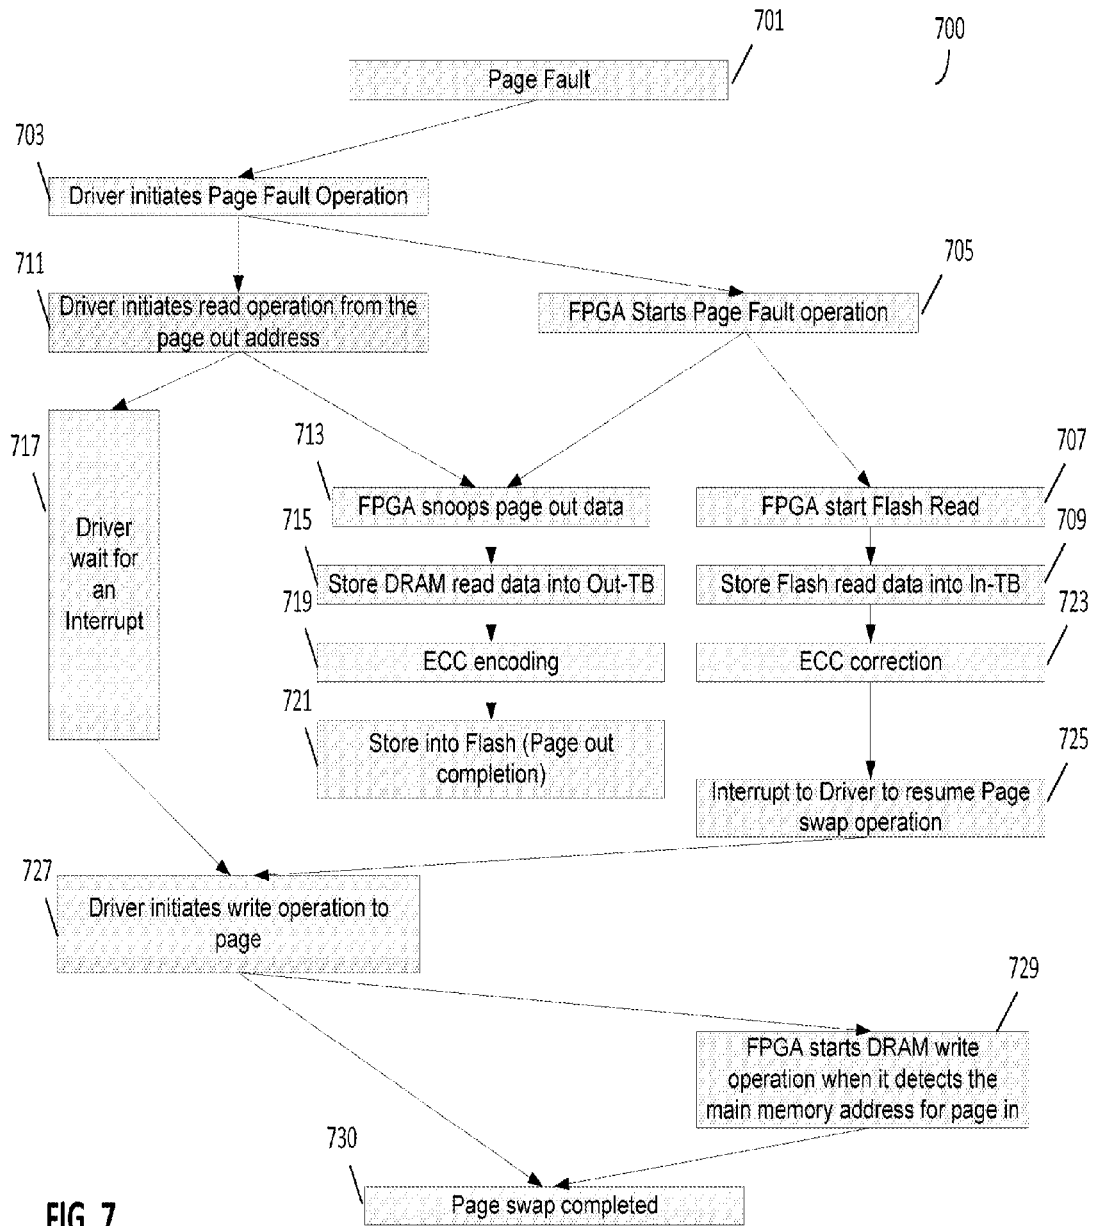 701
700
Page Fault
703
Driver initiates Page Fault Operation
711
705
Driver initiates read operation from the
page out address
FPGA Starts Page Fault operation
717
713
707
Driver
wait for
an
Interrupt
FPGA snoops page out data
FPGA start Flash Read
715
709
Store DRAM read data into Out-TB
Store Flash read data into In-TB
719
723
ECC encoding
ECC correction
721
Store into Flash (Page out
completion)
725
Interrupt to Driver to resume Page
swap operation
727
Driver initiates write operation to
page
729
FPGA starts DRAM write
operation when it detects the
main memory address for page in
730
Page swap completed
FIG. 7